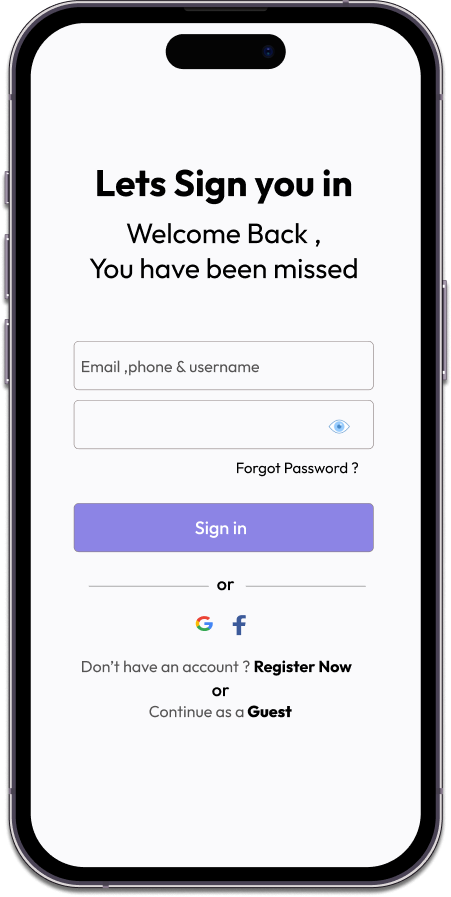 Lets Sign you in
Welcome Back ,
You have been missed
Email ,phone & username
Forgot Password ?
Sign in
or
Don't have an account ? Register Now
or
Continue as a Guest